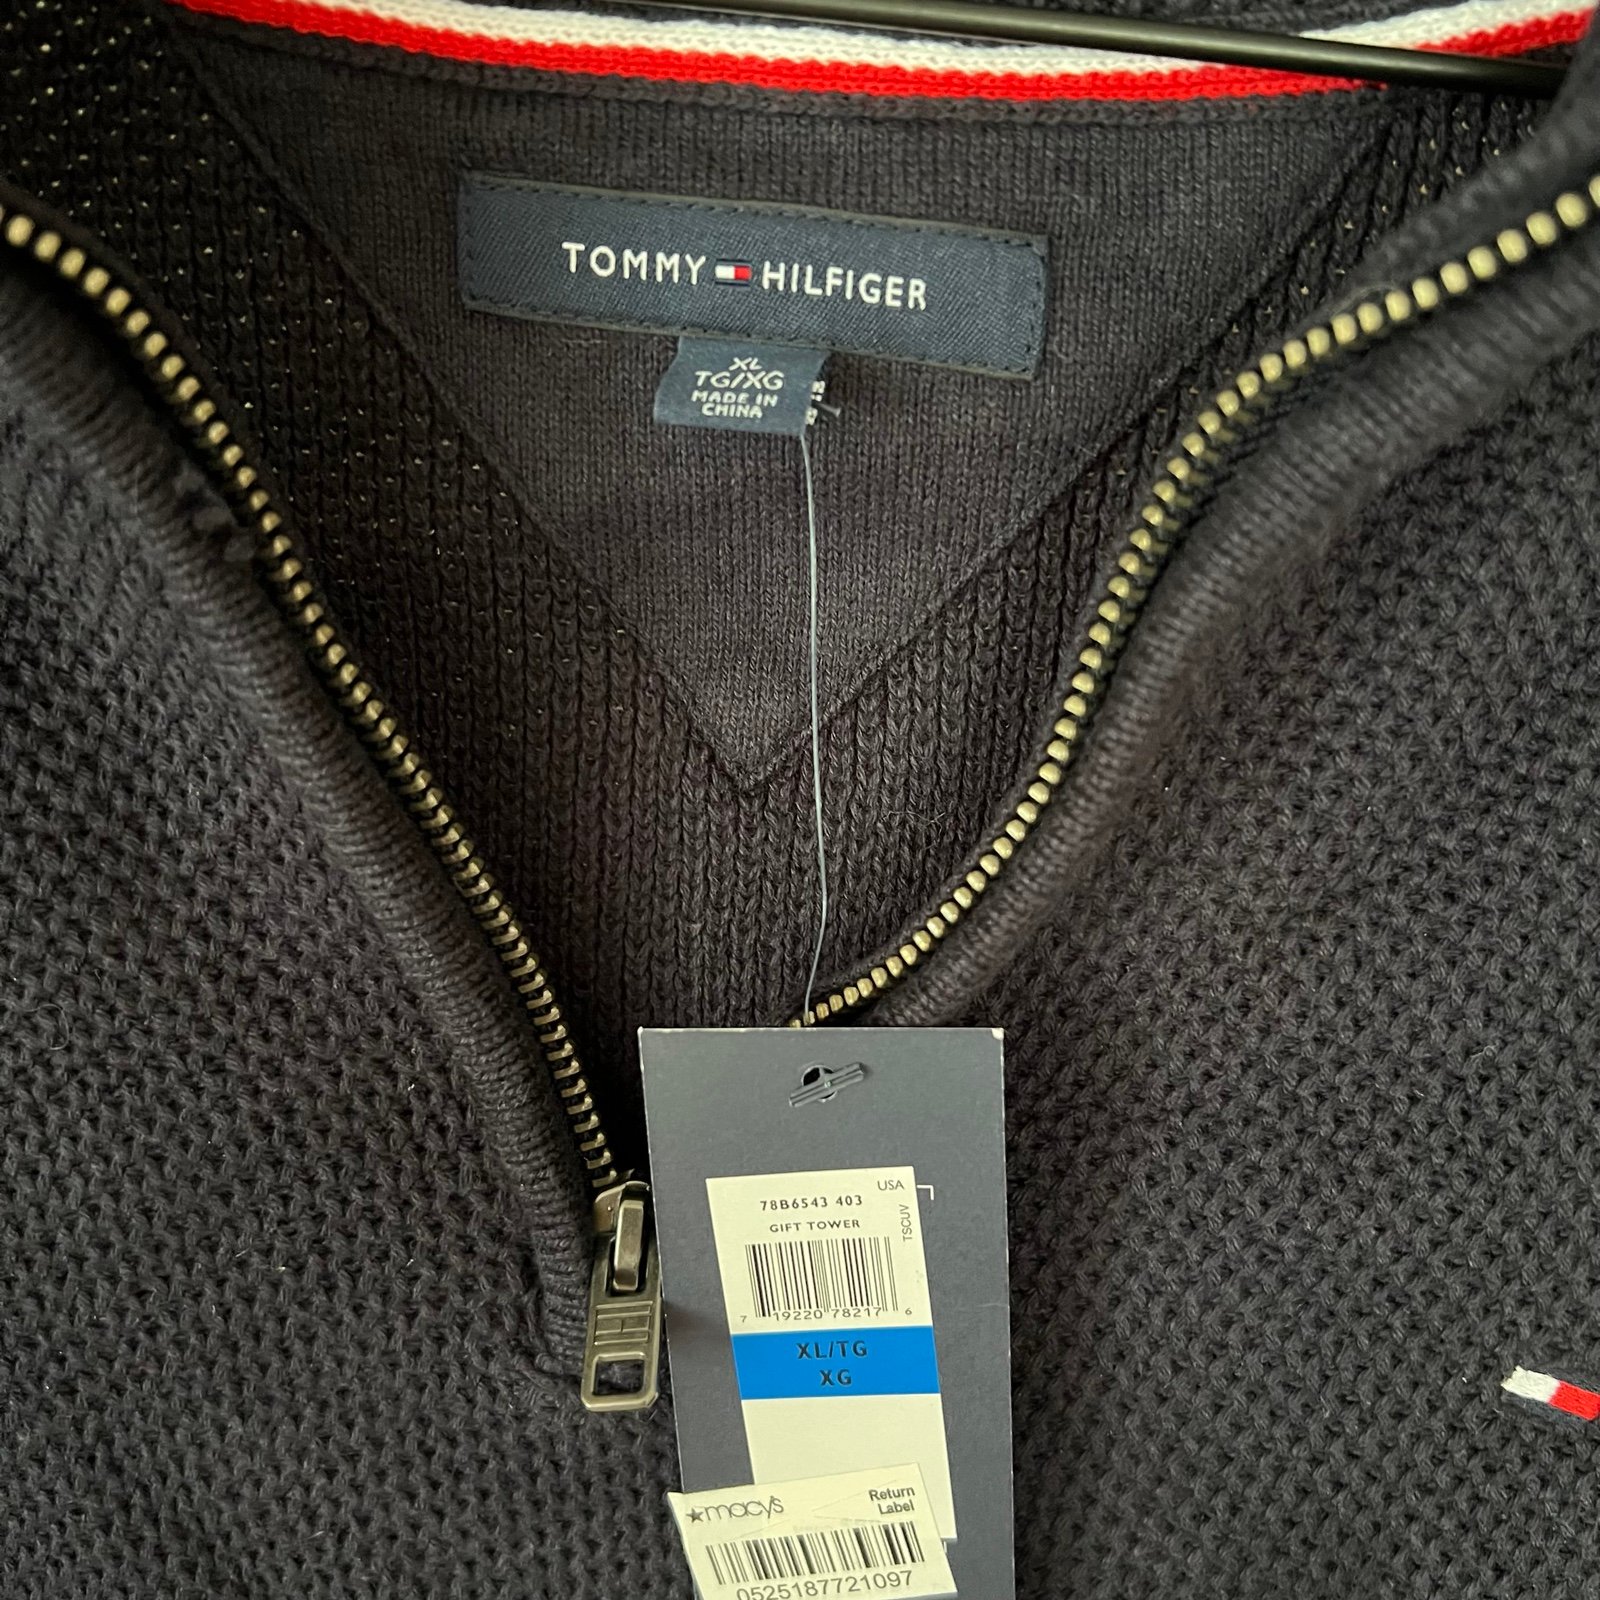 TOMMY HILFIGER
XL
TG/XG
MADE IN
CHINA
USA
78B6543 403
GIFT TOWER
TSCUV
7 19220 78217 6
XL/TG
XG
macy's
Return
Label
0525187721097